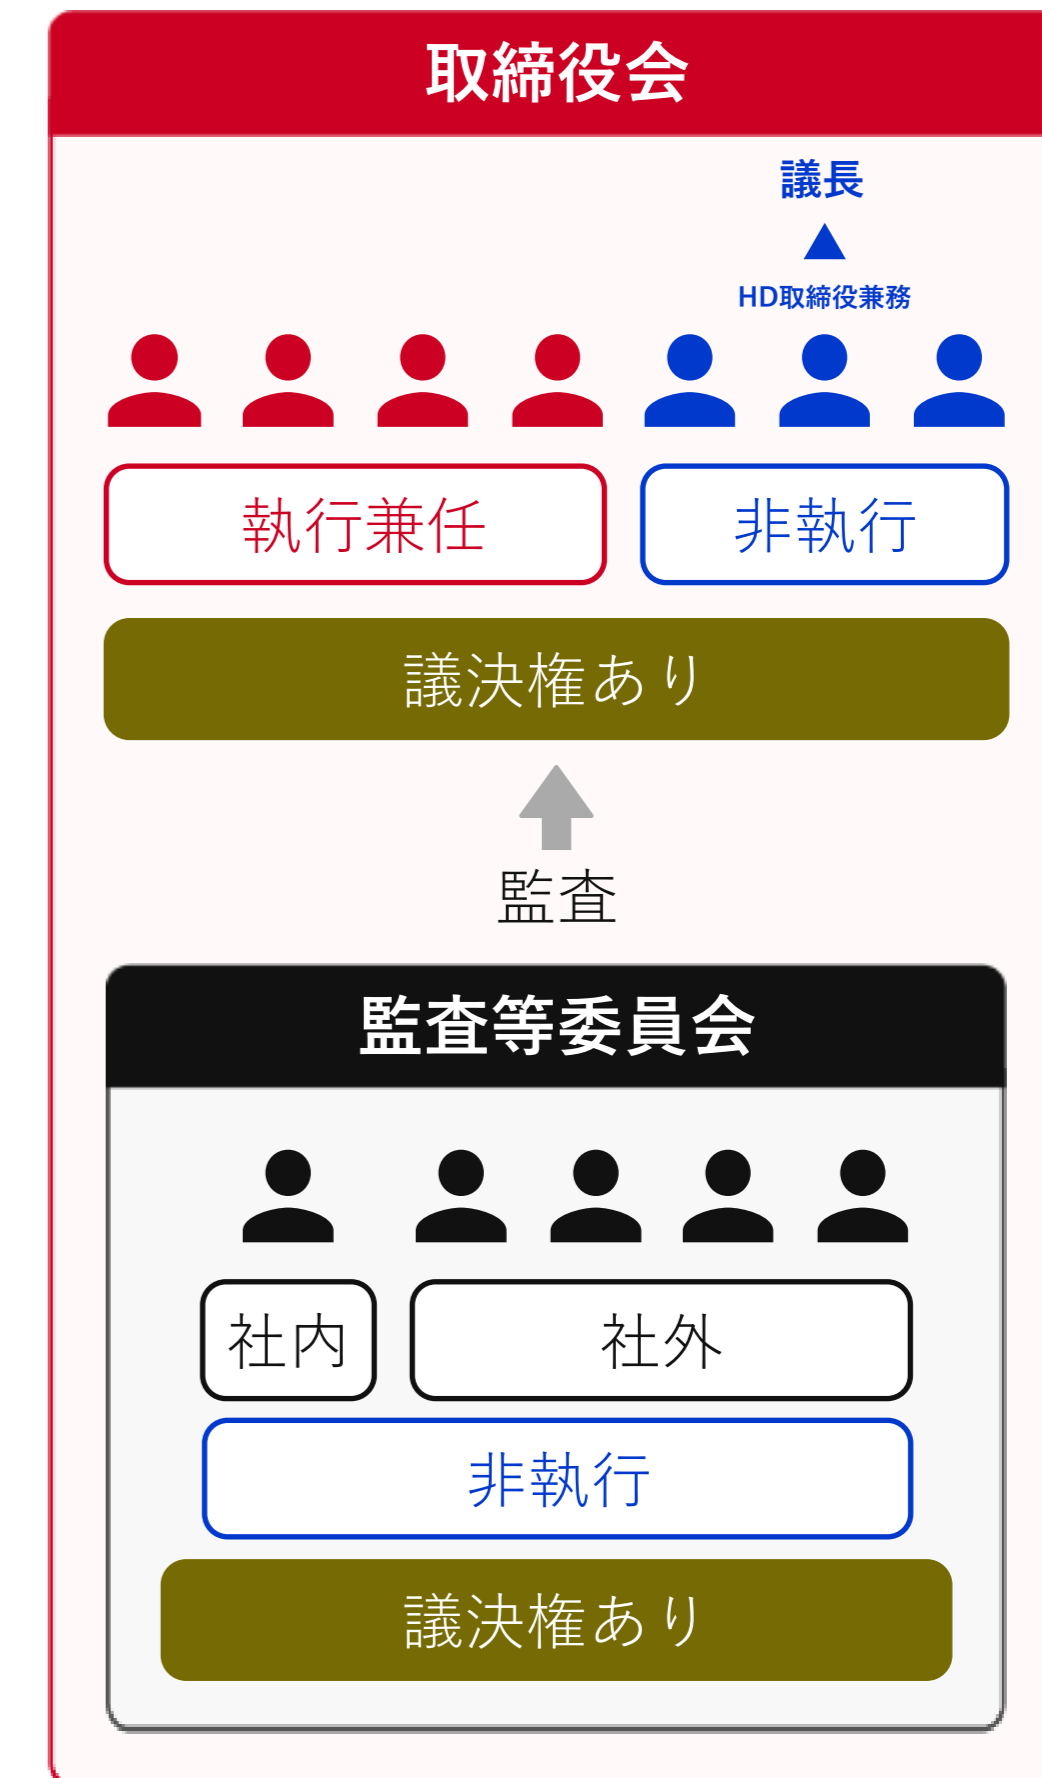 取締役会
議長
HD取締役兼務
執行兼任
非執行
議決権あり
監査
監査等委員会
社内
社外
非執行
議決権あり